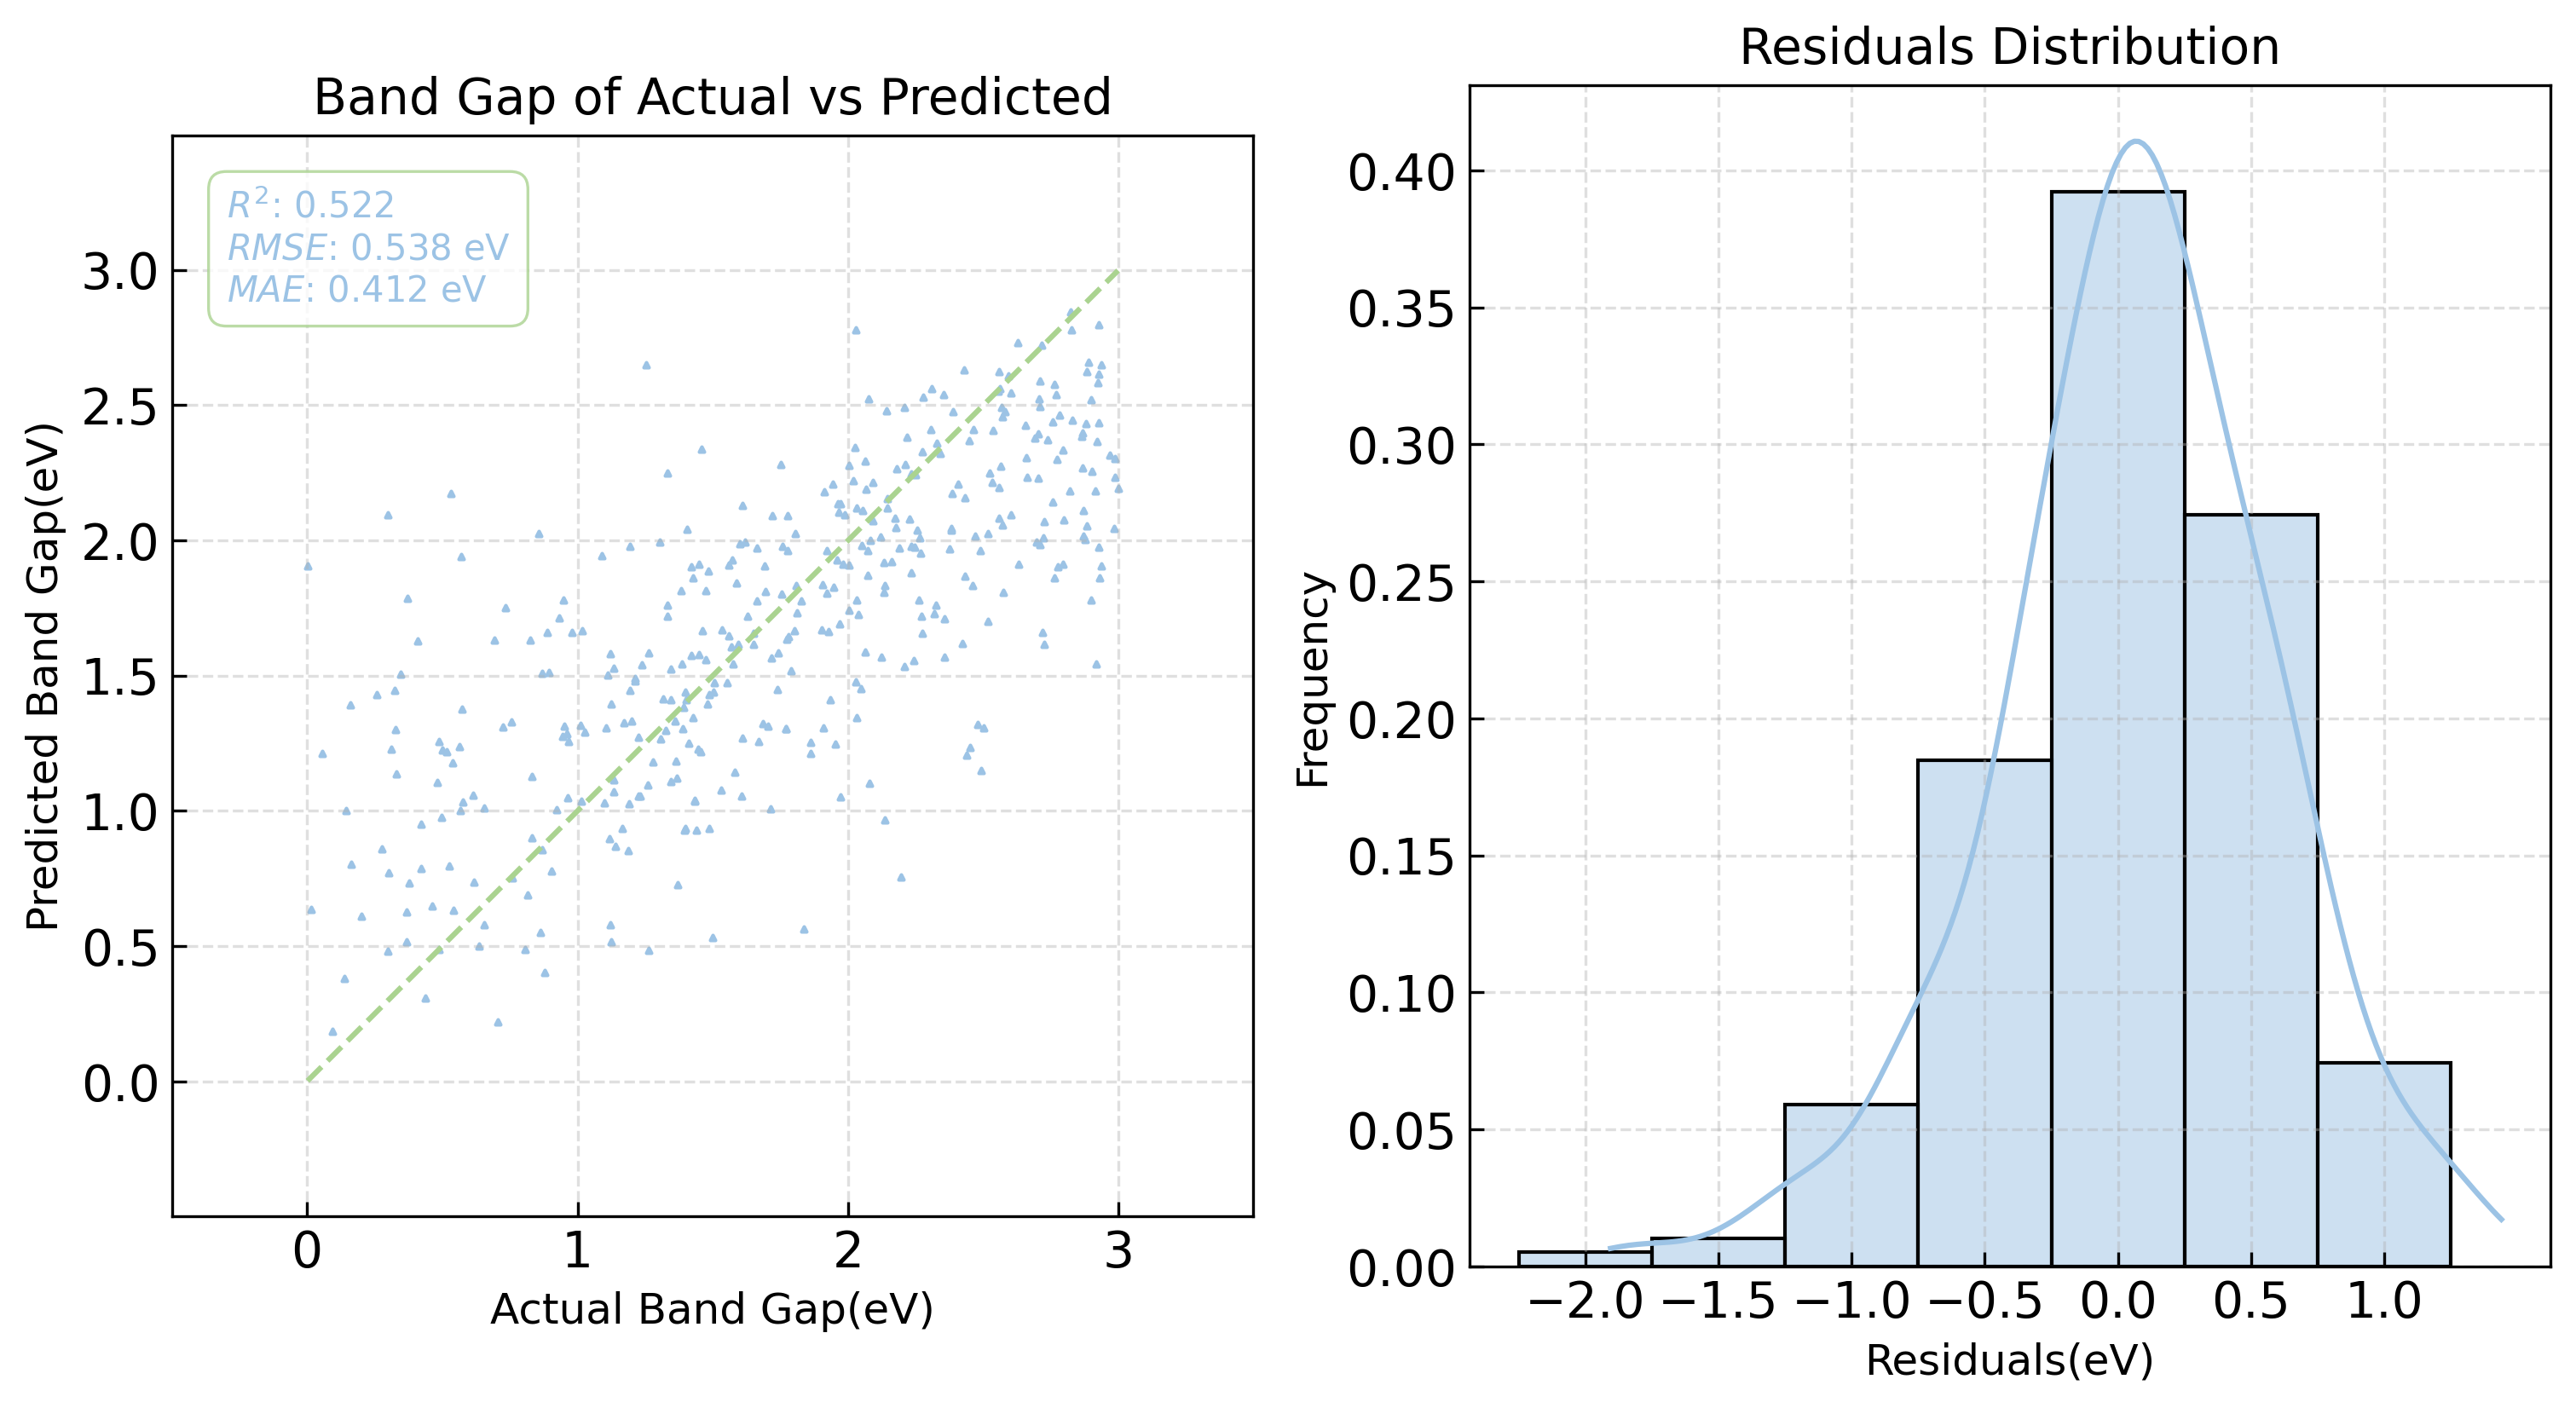 Band Gap of Actual vs Predicted
R²: 0.522
RMSE: 0.538 eV
MAE: 0.412 eV
Predicted Band Gap(eV)
3.0
2.5
2.0
1.5
1.0
0.5
0.0
0 1 2 3
Actual Band Gap(eV)
Residuals Distribution
Frequency
0.40
0.35
0.30
0.25
0.20
0.15
0.10
0.05
0.00
−2.0 −1.5 −1.0 −0.5 0.0 0.5 1.0
Residuals(eV)